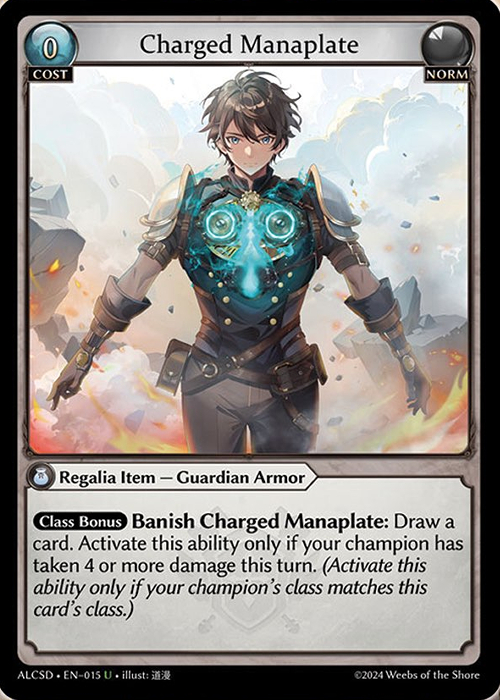 0
Charged Manaplate
COST
NORM
Regalia Item — Guardian Armor
Class Bonus Banish Charged Manaplate: Draw a
card. Activate this ability only if your champion has
taken 4 or more damage this turn. (Activate this
ability only if your champion's class matches this
card's class.)
ALCSD • EN-015 U • illust: 道漫
©2024 Weebs of the Shore